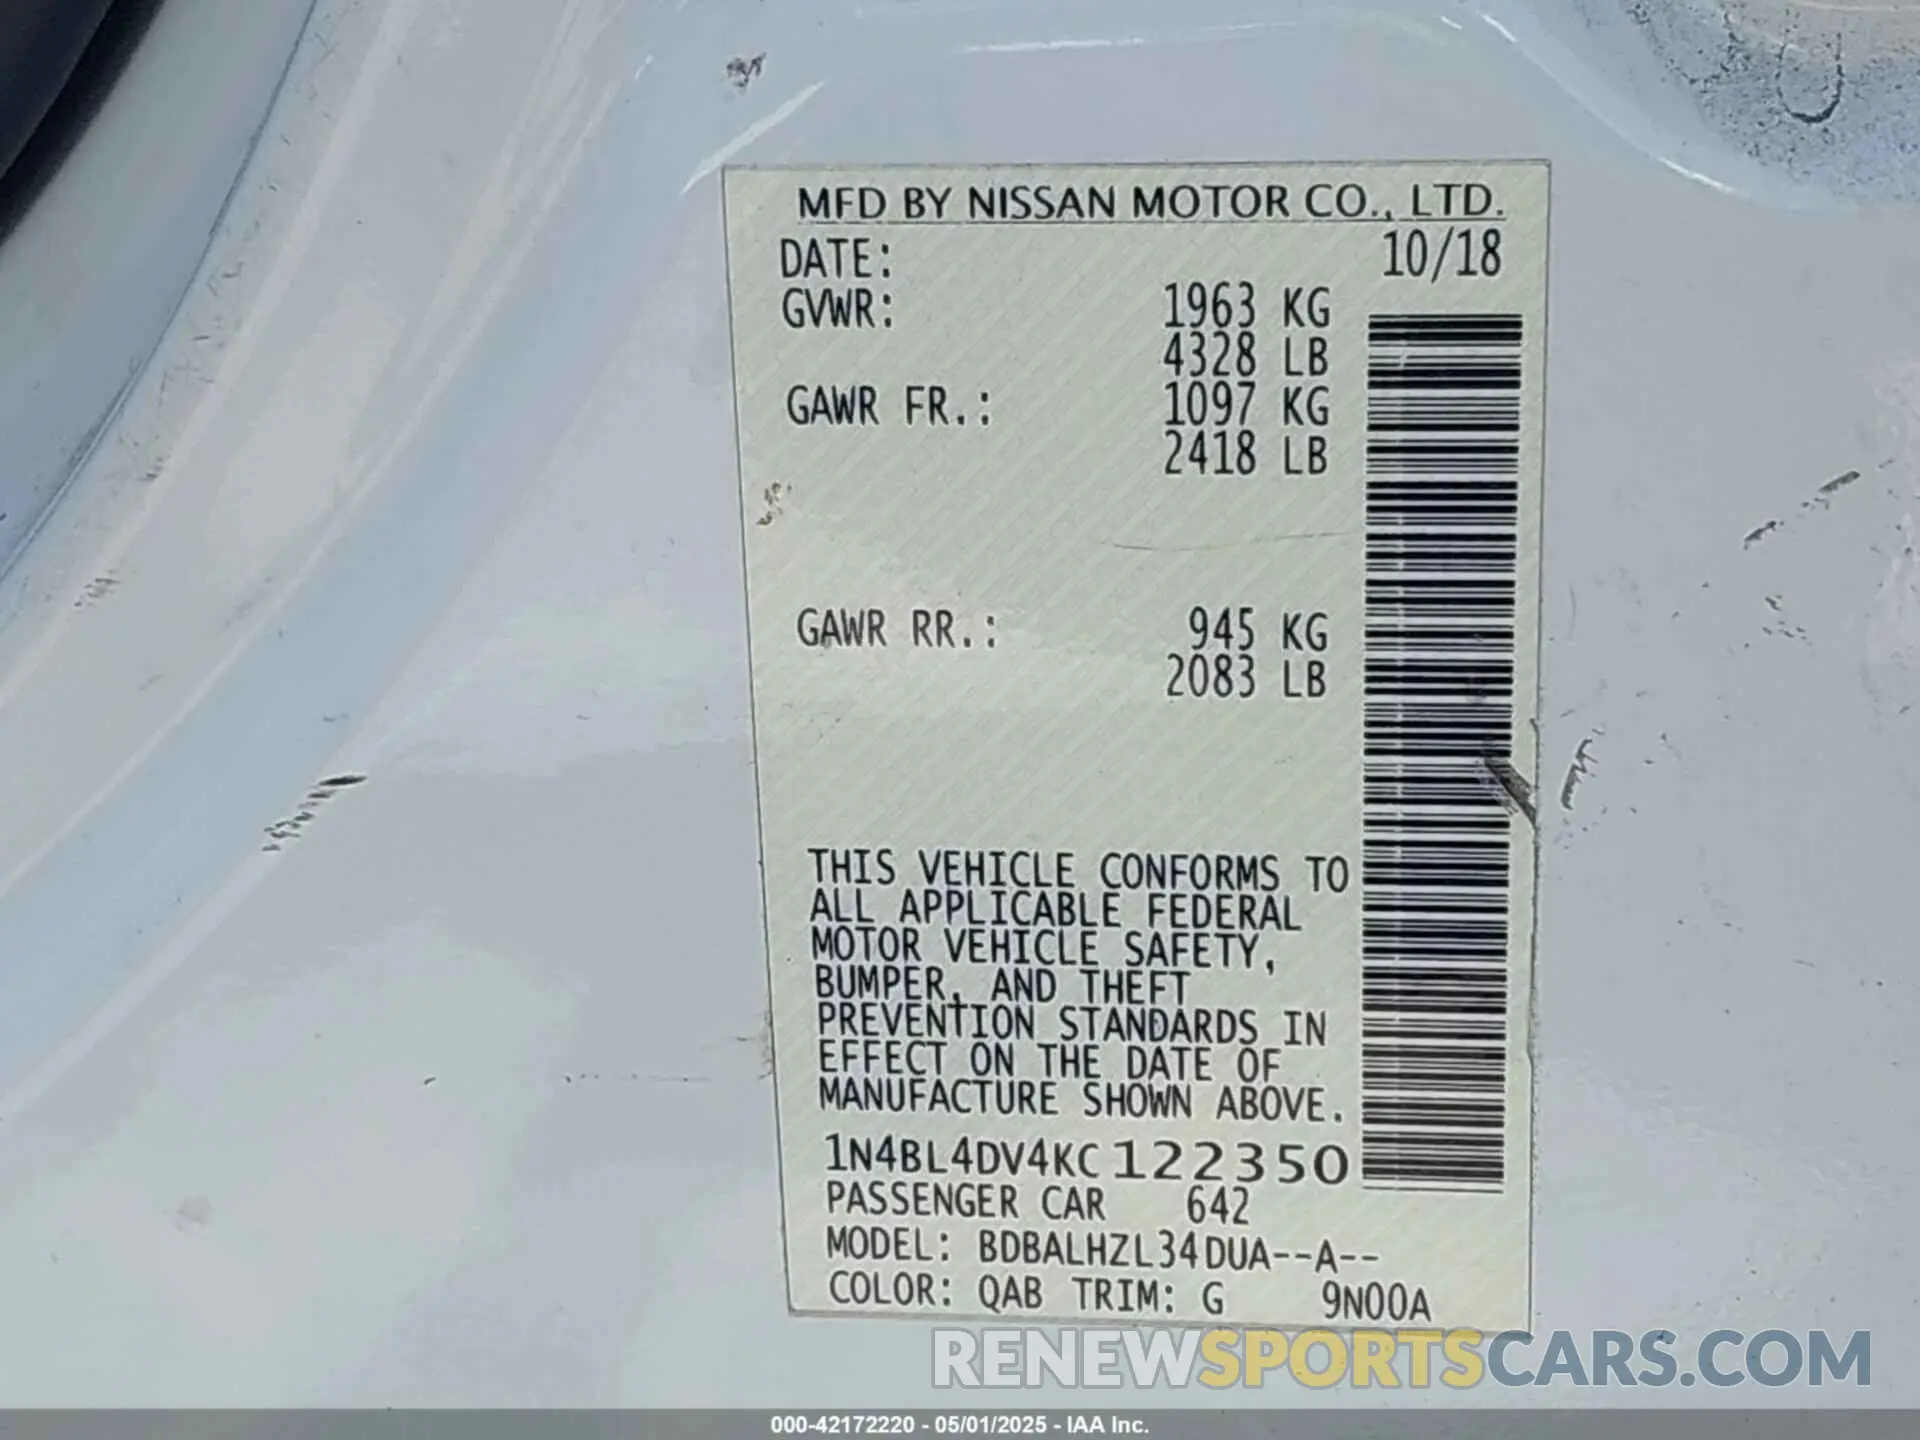 MFD BY NISSAN MOTOR CO., LTD.
DATE: 10/18
GVWR: 1963 KG
4328 LB
GAWR FR.: 1097 KG
2418 LB
GAWR RR.: 945 KG
2083 LB
THIS VEHICLE CONFORMS TO
ALL APPLICABLE FEDERAL
MOTOR VEHICLE SAFETY,
BUMPER, AND THEFT
PREVENTION STANDARDS IN
EFFECT ON THE DATE OF
MANUFACTURE SHOWN ABOVE.
1N4BL4DV4KC122350
PASSENGER CAR 642
MODEL: BDBALHZL34DUA--A--
COLOR: QAB TRIM: G 9N00A
RENEWSPORTSCARS.COM
000-42172220 - 05/01/2025 - IAA Inc.